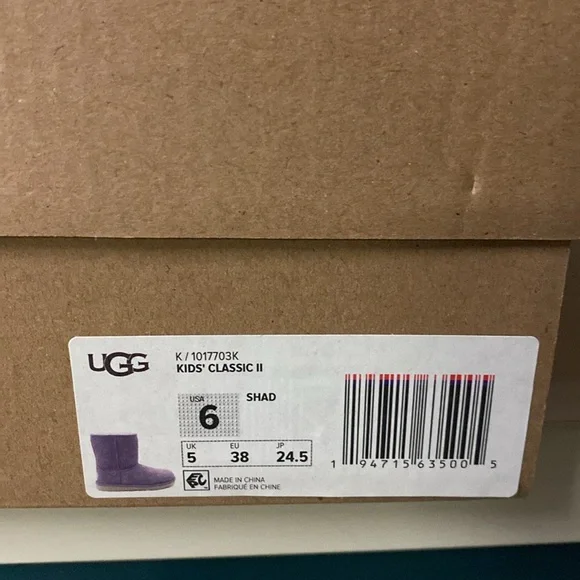 UGG
K / 1017703K
KIDS' CLASSIC II
USA
6
SHAD
UK EU JP
5 38 24.5
MADE IN CHINA
FABRIQUÉ EN CHINE
1 94715 63500 5